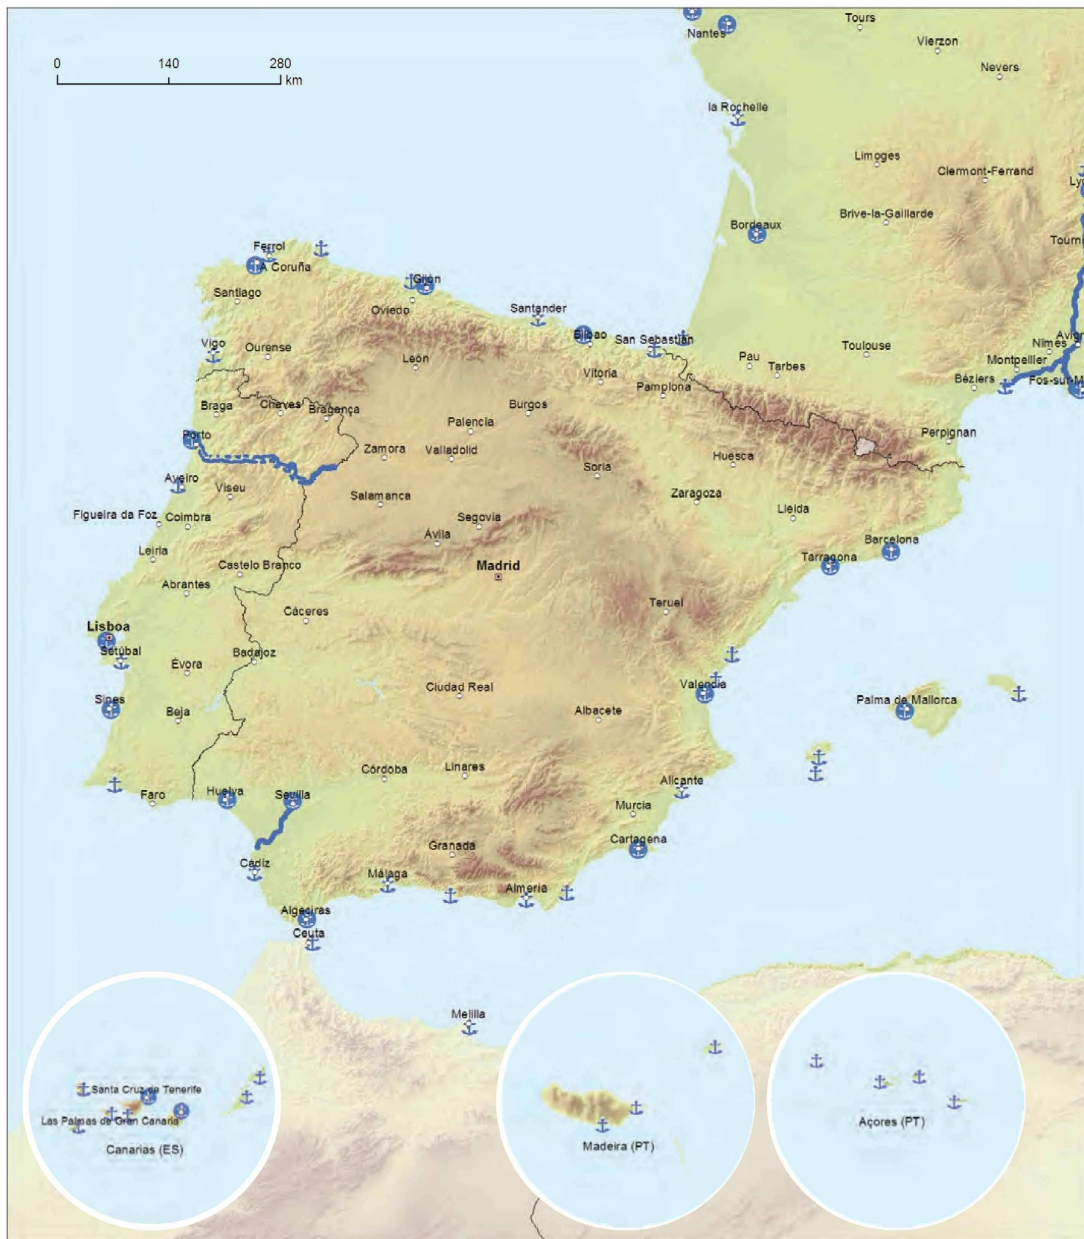 Tours
Nantes
Vierzon
0 140 280
km
Nevers
la Rochelle
Limoges
Clermont-Ferrand
Brive-la-Gaillarde
Bordeaux
Ferrol
A Coruña
Gijón
Santiago
Oviedo
Santander
Bilbao
San Sebastián
Vigo
Ourense
León
Vitoria
Pau
Tarbes
Toulouse
Nîmes
Montpellier
Béziers
Pamplona
Braga
Chaves
Bragança
Burgos
Palencia
Perpignan
Porto
Zamora
Valladolid
Soria
Huesca
Aveiro
Viseu
Salamanca
Zaragoza
Lleida
Figueira da Foz
Coimbra
Segovia
Ávila
Barcelona
Leiria
Castelo Branco
Madrid
Tarragona
Abrantes
Cáceres
Teruel
Lisboa
Setúbal
Évora
Badajoz
Ciudad Real
Valencia
Palma de Mallorca
Sines
Beja
Albacete
Córdoba
Linares
Alicante
Faro
Huelva
Sevilla
Murcia
Granada
Cartagena
Cádiz
Málaga
Almería
Algeciras
Ceuta
Melilla
Santa Cruz de Tenerife
Las Palmas de Gran Canaria
Canarias (ES)
Madeira (PT)
Açores (PT)